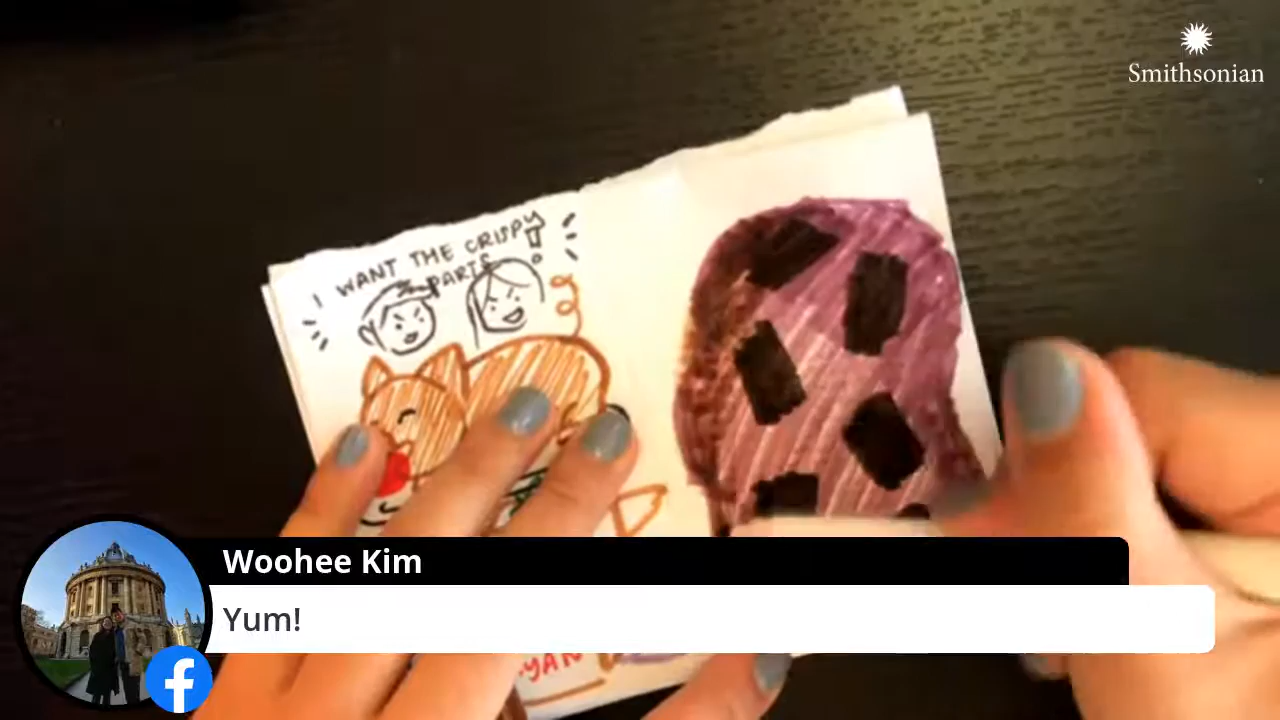 Smithsonian
I WANT THE CRISPY
PARTS!
Woohee Kim
Yum!